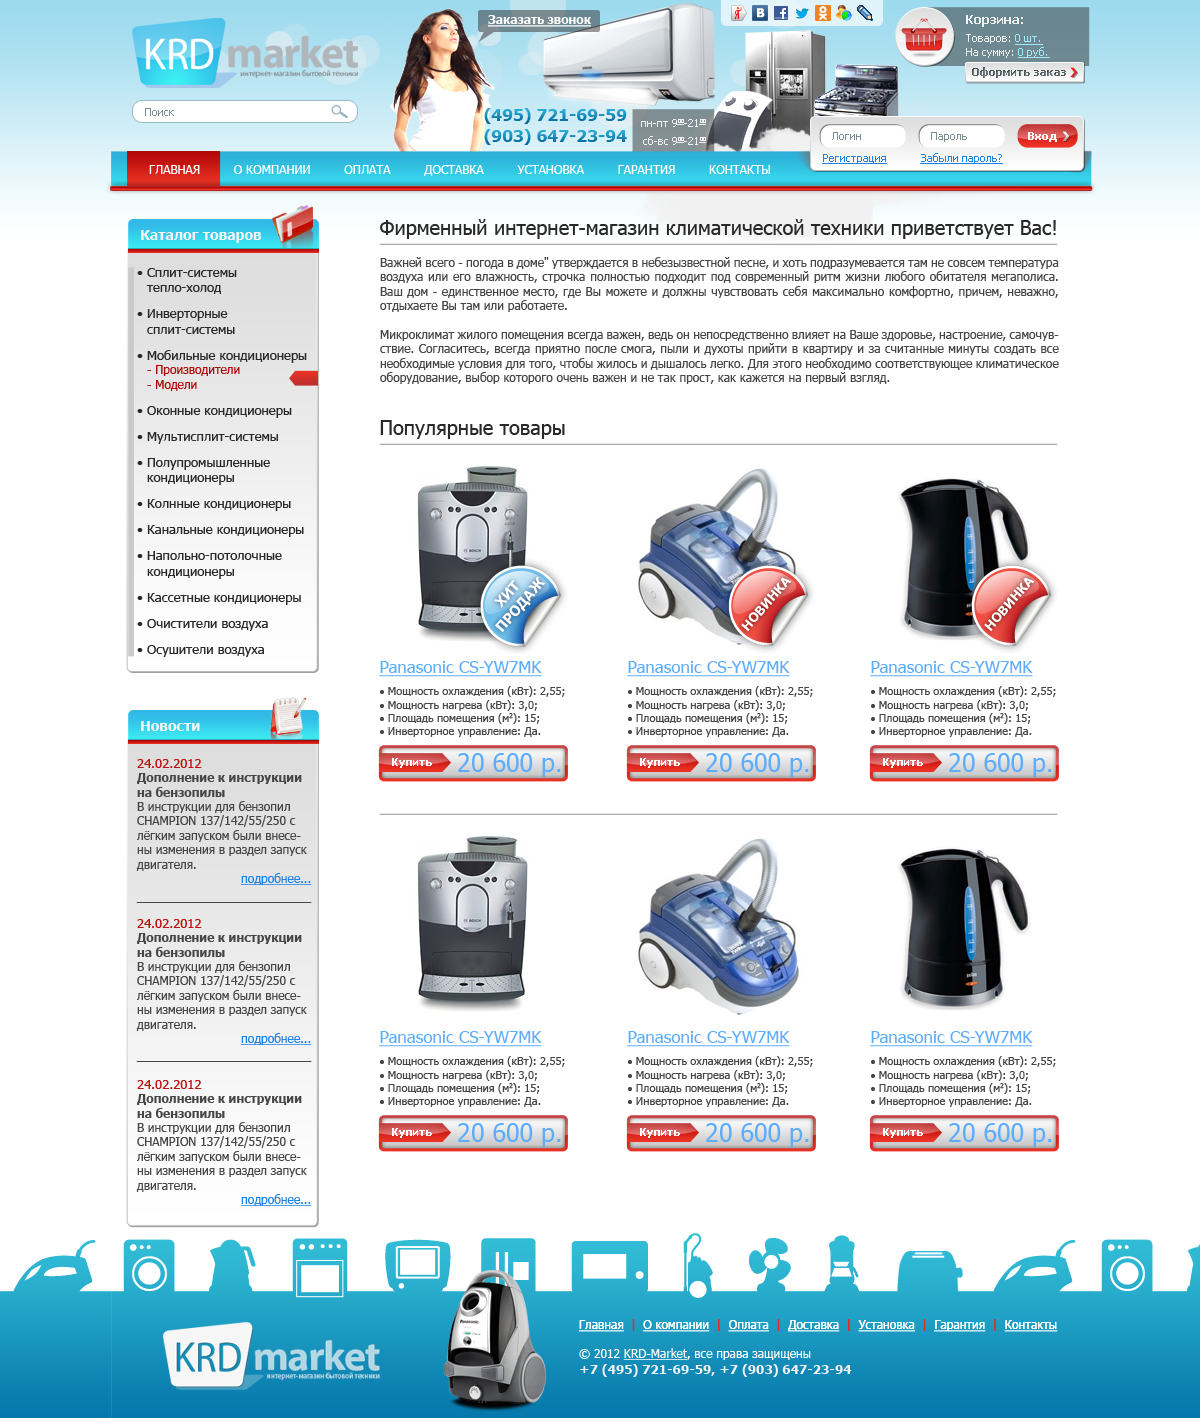 KRD market
интернет-магазин бытовой техники
Поиск
Заказать звонок
(495) 721-69-59
(903) 647-23-94
пн-пт 9⁰⁰-21⁰⁰
сб-вс 9⁰⁰-21⁰⁰
Корзина:
Товаров: 0 шт.
На сумму: 0 руб.
Оформить заказ
Логин
Пароль
Вход
Регистрация
Забыли пароль?
ГЛАВНАЯ О КОМПАНИИ ОПЛАТА ДОСТАВКА УСТАНОВКА ГАРАНТИЯ КОНТАКТЫ
Каталог товаров
• Сплит-системы
тепло-холод
• Инверторные
сплит-системы
• Мобильные кондиционеры
- Производители
- Модели
• Оконные кондиционеры
• Мультисплит-системы
• Полупромышленные
кондиционеры
• Колнные кондиционеры
• Канальные кондиционеры
• Напольно-потолочные
кондиционеры
• Кассетные кондиционеры
• Очистители воздуха
• Осушители воздуха
Новости
24.02.2012
Дополнение к инструкции
на бензопилы
В инструкции для бензопил
CHAMPION 137/142/55/250 с
лёгким запуском были внесе-
ны изменения в раздел запуск
двигателя.
подробнее...
24.02.2012
Дополнение к инструкции
на бензопилы
В инструкции для бензопил
CHAMPION 137/142/55/250 с
лёгким запуском были внесе-
ны изменения в раздел запуск
двигателя.
подробнее...
24.02.2012
Дополнение к инструкции
на бензопилы
В инструкции для бензопил
CHAMPION 137/142/55/250 с
лёгким запуском были внесе-
ны изменения в раздел запуск
двигателя.
подробнее...
Фирменный интернет-магазин климатической техники приветствует Вас!
Важней всего - погода в доме" утверждается в небезызвестной песне, и хоть подразумевается там не совсем температура
воздуха или его влажность, строчка полностью подходит под современный ритм жизни любого обитателя мегаполиса.
Ваш дом - единственное место, где Вы можете и должны чувствовать себя максимально комфортно, причем, неважно,
отдыхаете Вы там или работаете.
Микроклимат жилого помещения всегда важен, ведь он непосредственно влияет на Ваше здоровье, настроение, самочув-
ствие. Согласитесь, всегда приятно после смога, пыли и духоты прийти в квартиру и за считанные минуты создать все
необходимые условия для того, чтобы жилось и дышалось легко. Для этого необходимо соответствующее климатическое
оборудование, выбор которого очень важен и не так прост, как кажется на первый взгляд.
Популярные товары
ХИТ
ПРОДАЖ
НОВИНКА
НОВИНКА
Panasonic CS-YW7MK
• Мощность охлаждения (кВт): 2,55;
• Мощность нагрева (кВт): 3,0;
• Площадь помещения (м²): 15;
• Инверторное управление: Да.
Купить 20 600 р.
Panasonic CS-YW7MK
• Мощность охлаждения (кВт): 2,55;
• Мощность нагрева (кВт): 3,0;
• Площадь помещения (м²): 15;
• Инверторное управление: Да.
Купить 20 600 р.
Panasonic CS-YW7MK
• Мощность охлаждения (кВт): 2,55;
• Мощность нагрева (кВт): 3,0;
• Площадь помещения (м²): 15;
• Инверторное управление: Да.
Купить 20 600 р.
Panasonic CS-YW7MK
• Мощность охлаждения (кВт): 2,55;
• Мощность нагрева (кВт): 3,0;
• Площадь помещения (м²): 15;
• Инверторное управление: Да.
Купить 20 600 р.
Panasonic CS-YW7MK
• Мощность охлаждения (кВт): 2,55;
• Мощность нагрева (кВт): 3,0;
• Площадь помещения (м²): 15;
• Инверторное управление: Да.
Купить 20 600 р.
Panasonic CS-YW7MK
• Мощность охлаждения (кВт): 2,55;
• Мощность нагрева (кВт): 3,0;
• Площадь помещения (м²): 15;
• Инверторное управление: Да.
Купить 20 600 р.
KRD market
интернет-магазин бытовой техники
Panasonic
Главная | О компании | Оплата | Доставка | Установка | Гарантия | Контакты
© 2012 KRD-Market, все права защищены
+7 (495) 721-69-59, +7 (903) 647-23-94